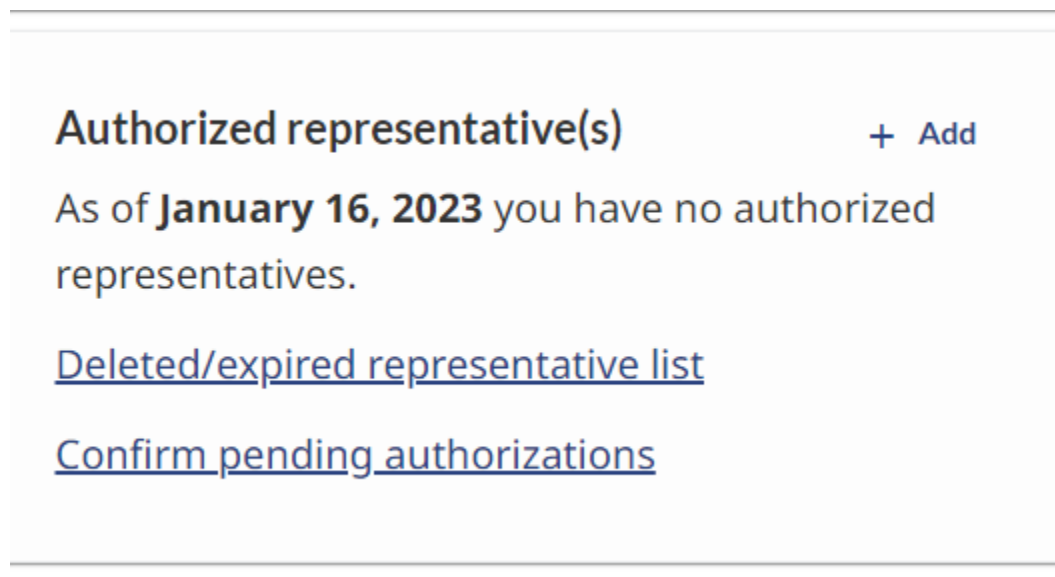 Authorized representative(s)
+ Add
As of January 16, 2023 you have no authorized
representatives.
Deleted/expired representative list
Confirm pending authorizations